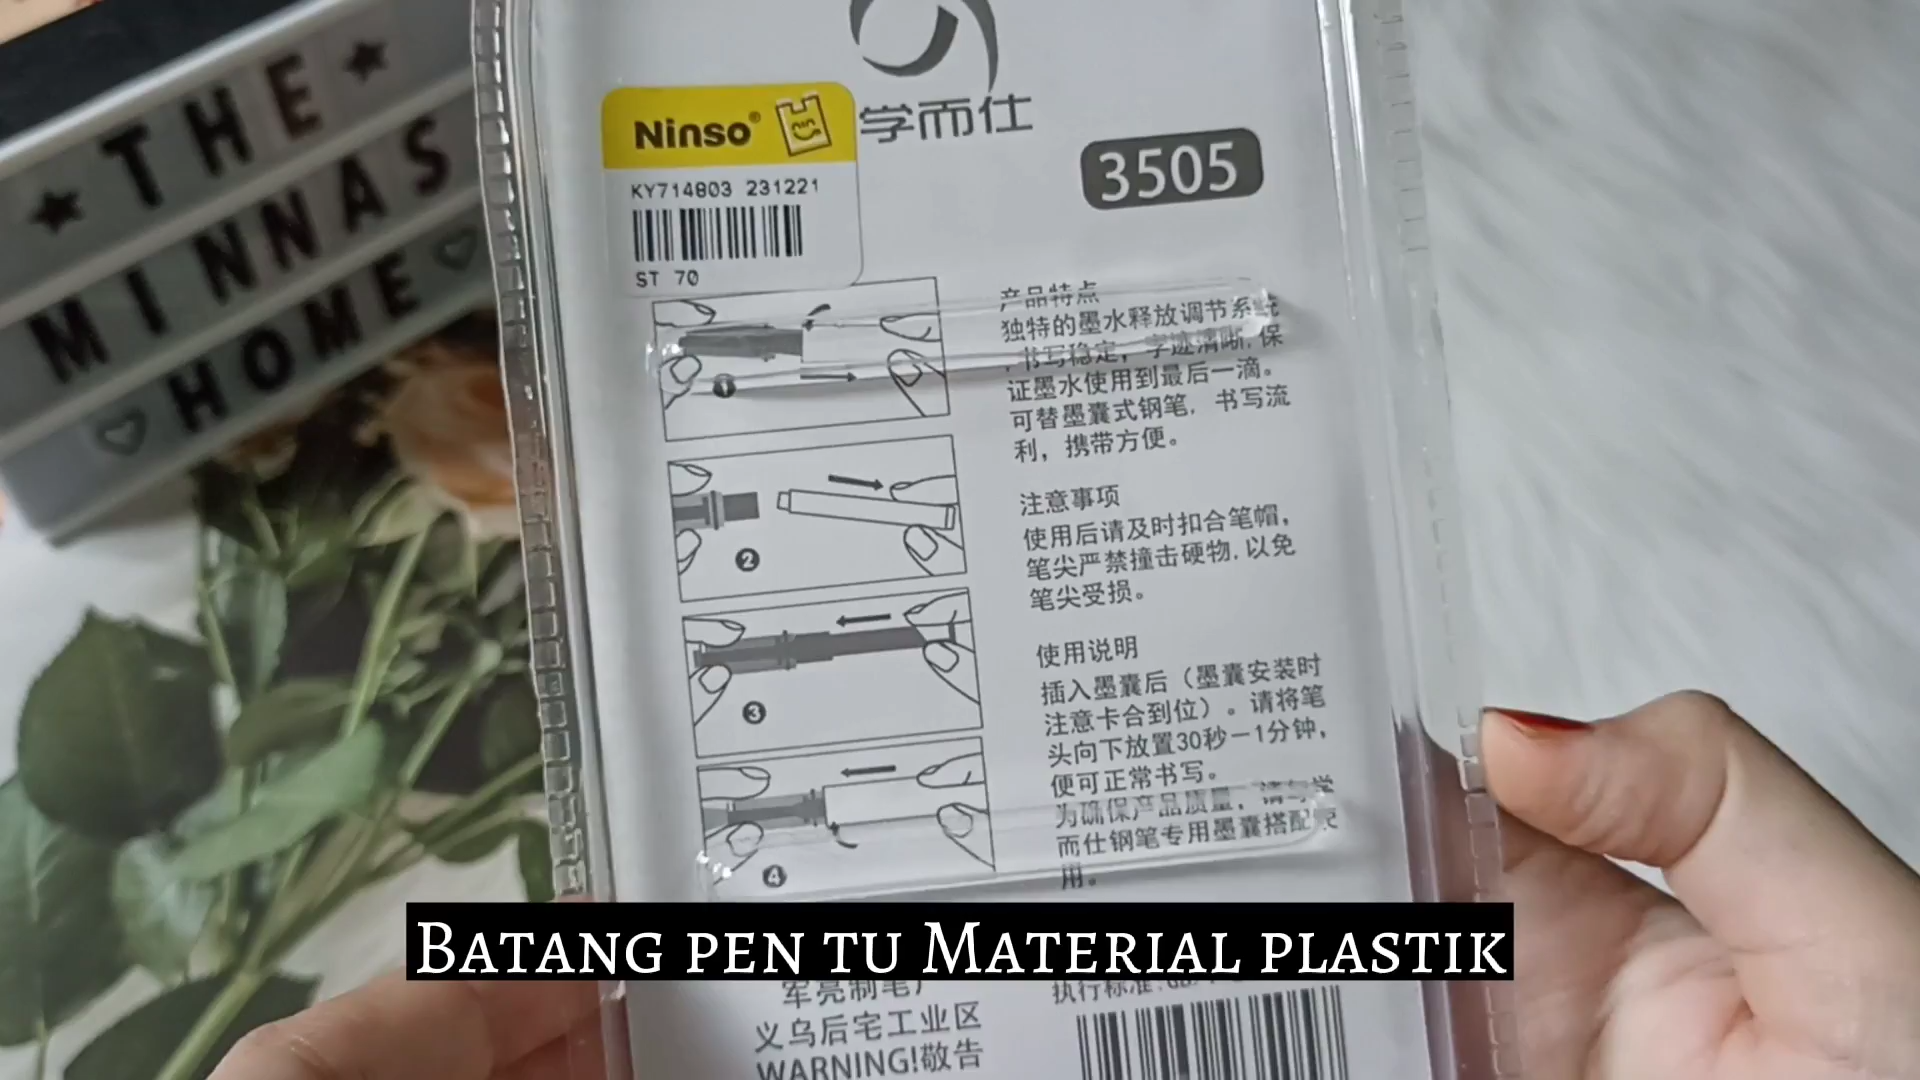 ★ THE ★
MINNAS
♡ HOME ♡
Ninso®
学而仕
3505
KY714803 231221
ST 70
产品特点
独特的墨水释放调节系统
，书写稳定，字迹清晰，保
证墨水使用到最后一滴。
可替墨囊式钢笔，书写流
利，携带方便。
注意事项
使用后请及时扣合笔帽，
笔尖严禁撞击硬物，以免
笔尖受损。
使用说明
插入墨囊后（墨囊安装时
注意卡合到位）。请将笔
头向下放置30秒－1分钟，
便可正常书写。
为确保产品质量，请与学
而仕钢笔专用墨囊搭配使
用。
1
2
3
4
Batang pen tu Material plastik
军亮制笔厂
义乌后宅工业区
WARNING!敬告
执行标准: